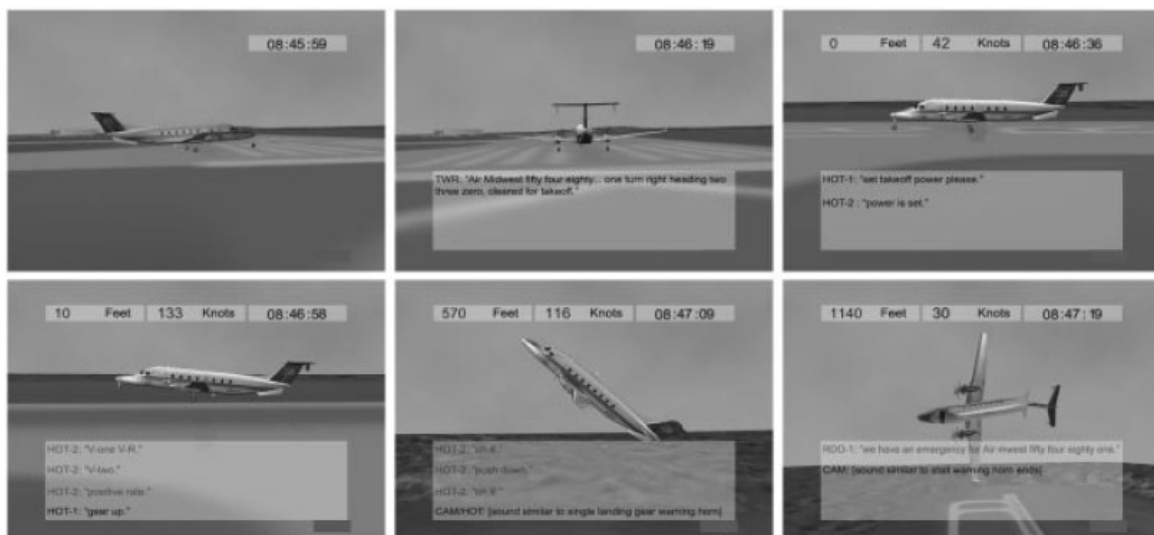 08:45:59
08:46:19
TWR: "Air Midwest fifty four eighty... one turn right heading two
three zero, cleared for takeoff."
0 Feet 42 Knots 08:46:36
HOT-1: "set takeoff power please."
HOT-2 : "power is set."
10 Feet 133 Knots 08:46:58
HOT-2: "V-one V-R."
HOT-2: "V-two."
HOT-2: "positive rate."
HOT-1: "gear up."
570 Feet 116 Knots 08:47:09
HOT-2:
HOT-2: "push down."
HOT-2:
CAM/HOT: [sound similar to single landing gear warning horn]
1140 Feet 30 Knots 08:47:19
RDO-1: "we have an emergency for Air mwest fifty four eighty one."
CAM: [sound similar to stall warning horn ends]